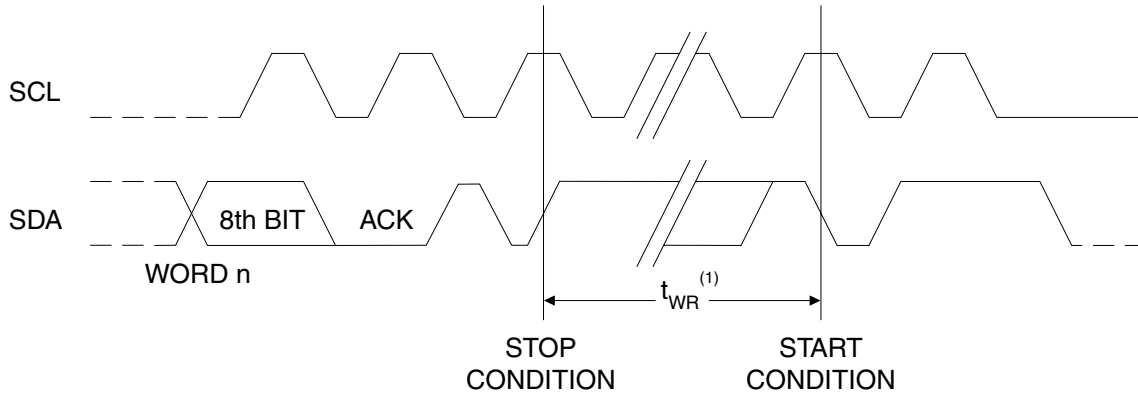 SCL
SDA
8th BIT
ACK
WORD n
tWR(1)
STOP
CONDITION
START
CONDITION